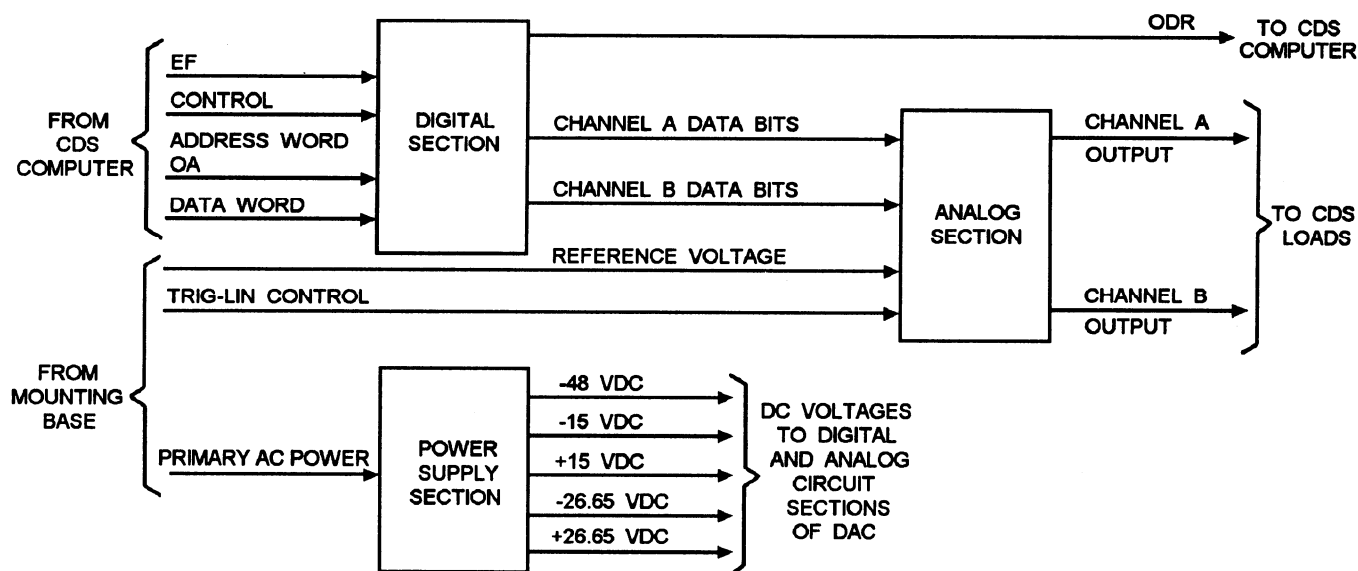 ODR
TO CDS
COMPUTER
FROM
CDS
COMPUTER
EF
CONTROL
ADDRESS WORD
OA
DATA WORD
DIGITAL
SECTION
CHANNEL A DATA BITS
CHANNEL B DATA BITS
REFERENCE VOLTAGE
TRIG-LIN CONTROL
ANALOG
SECTION
CHANNEL A
OUTPUT
CHANNEL B
OUTPUT
TO CDS
LOADS
FROM
MOUNTING
BASE
PRIMARY AC POWER
POWER
SUPPLY
SECTION
-48 VDC
-15 VDC
+15 VDC
-26.65 VDC
+26.65 VDC
DC VOLTAGES
TO DIGITAL
AND ANALOG
CIRCUIT
SECTIONS
OF DAC